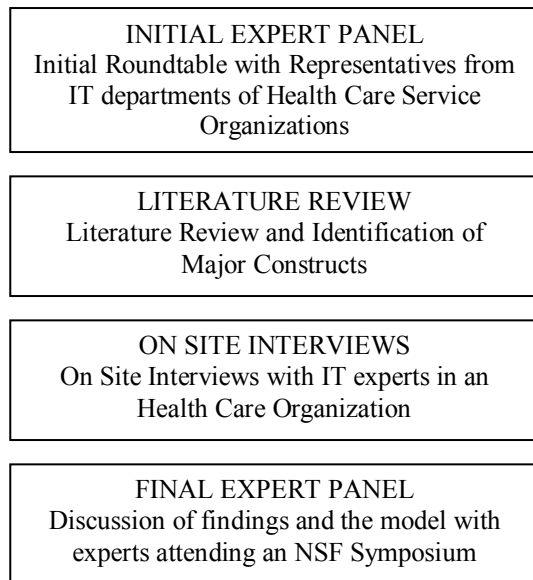 INITIAL EXPERT PANEL
Initial Roundtable with Representatives from
IT departments of Health Care Service
Organizations
LITERATURE REVIEW
Literature Review and Identification of
Major Constructs
ON SITE INTERVIEWS
On Site Interviews with IT experts in an
Health Care Organization
FINAL EXPERT PANEL
Discussion of findings and the model with
experts attending an NSF Symposium